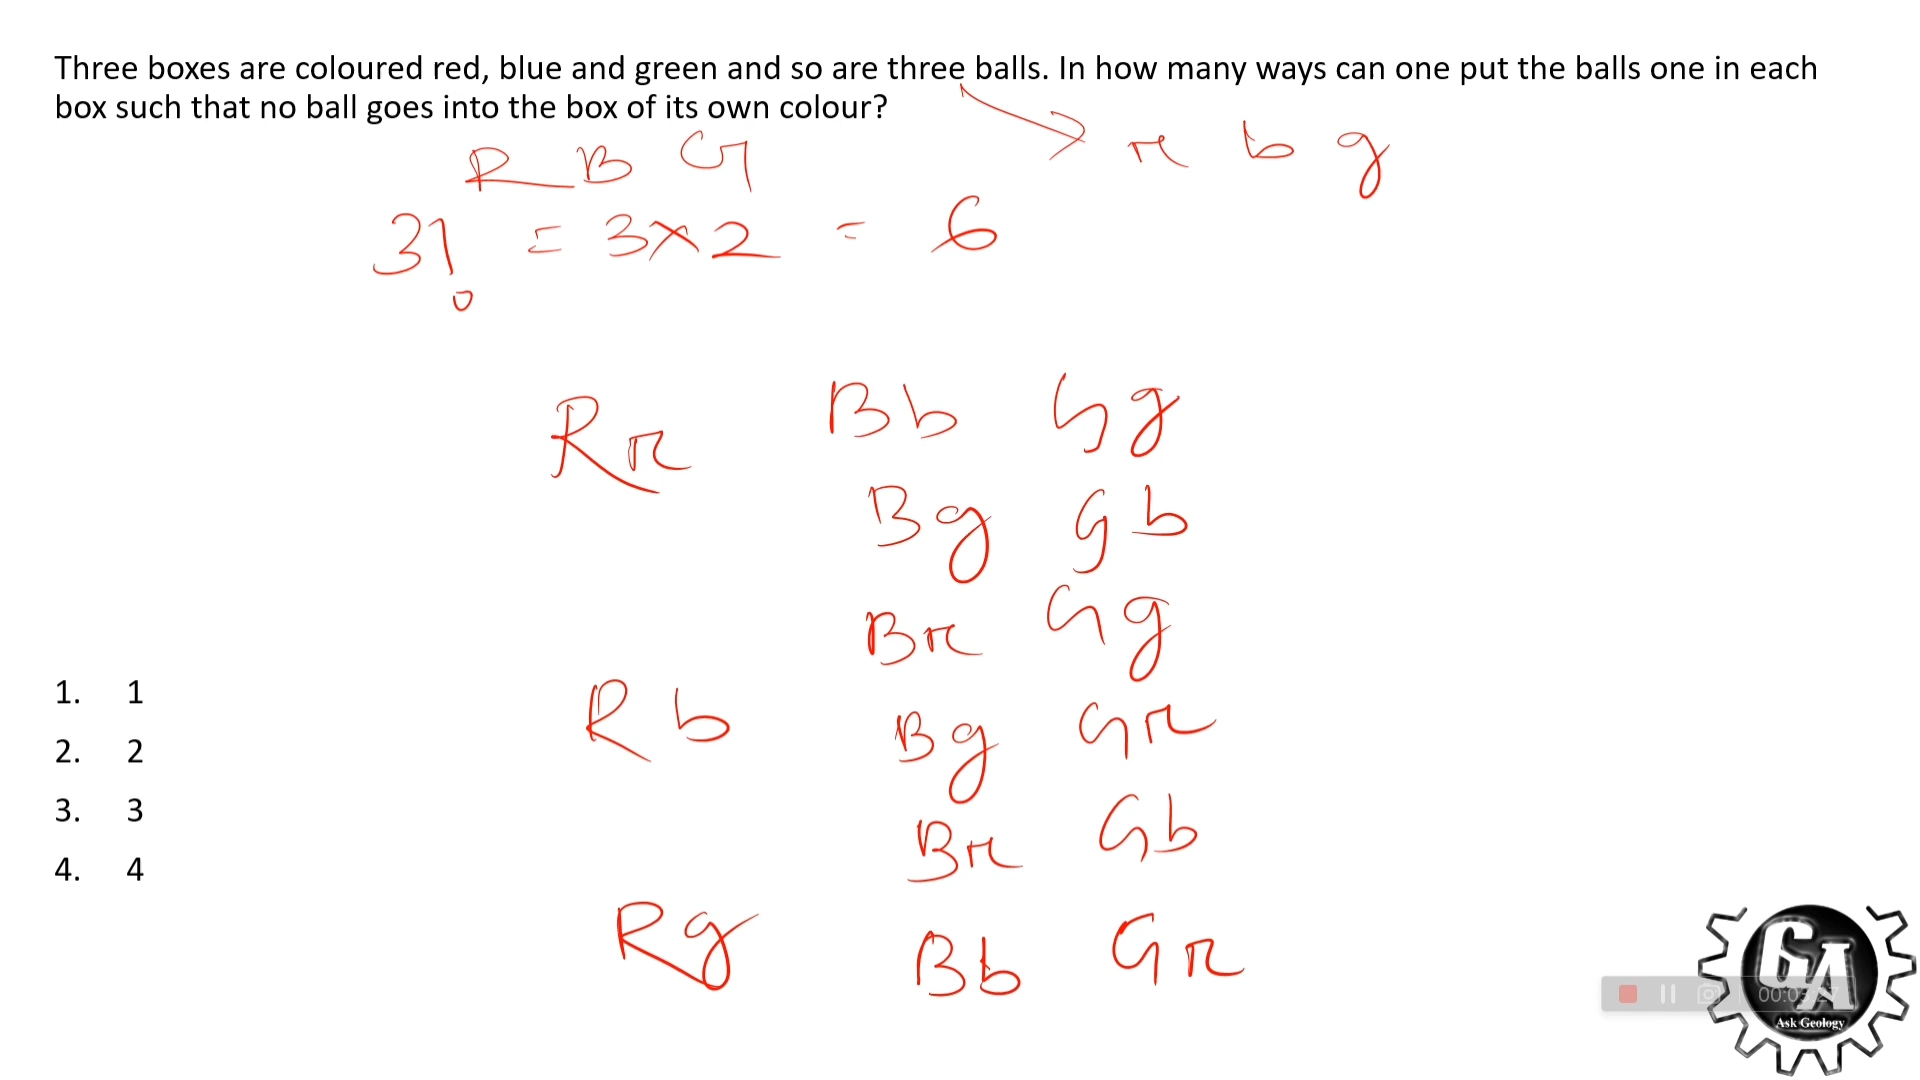 Three boxes are coloured red, blue and green and so are three balls. In how many ways can one put the balls one in each
box such that no ball goes into the box of its own colour?
R B G r b g
3! = 3×2 = 6
Rr Bb Gg
Bg Gb
Br Gg
1. 1
Rb Bg Gr
2. 2
3. 3
Br Gb
4. 4
Rg Bb Gr
GA
Ask Geology